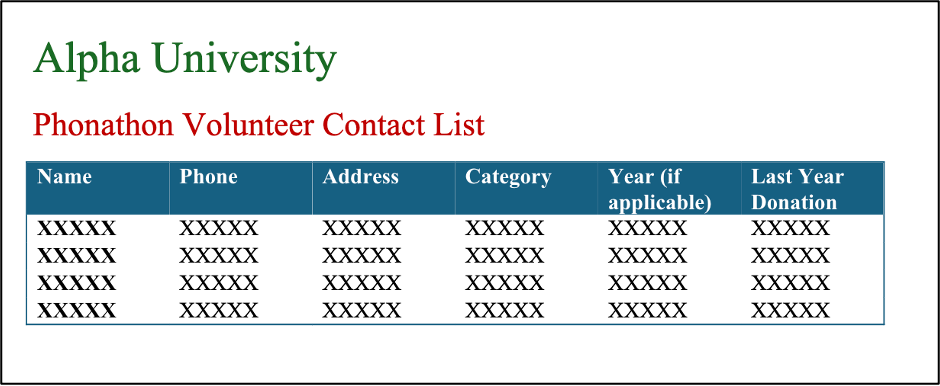 Alpha University
Phonathon Volunteer Contact List
Name Phone Address Category Year (if applicable) Last Year Donation
XXXXX XXXXX XXXXX XXXXX XXXXX XXXXX
XXXXX XXXXX XXXXX XXXXX XXXXX XXXXX
XXXXX XXXXX XXXXX XXXXX XXXXX XXXXX
XXXXX XXXXX XXXXX XXXXX XXXXX XXXXX